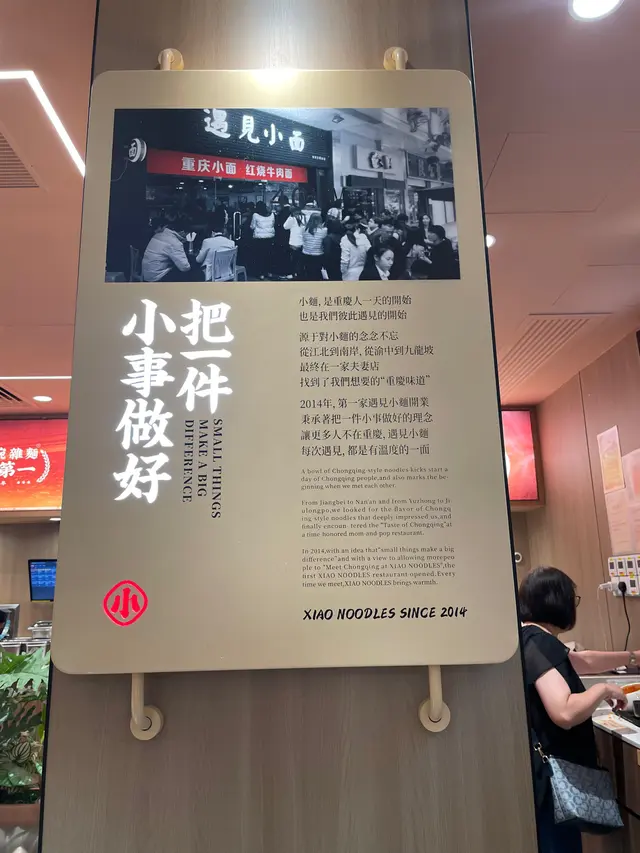 遇見小面
面
重庆小面 红烧牛肉面
把一件
小事做好
SMALL THINGS
MAKE A BIG
DIFFERENCE
小麵, 是重慶人一天的開始
也是我們彼此遇見的開始
源于對小麵的念念不忘
從江北到南岸, 從渝中到九龍坡
最終在一家夫妻店
找到了我們想要的“重慶味道”
2014年, 第一家遇見小麵開業
秉承著把一件小事做好的理念
讓更多人不在重慶, 遇見小麵
每次遇見, 都是有溫度的一面
A bowl of Chongqing-style noodles kicks start a
day of Chongqing people,and also marks the be-
ginning when we met each other.
From Jiangbei to Nan'an and from Yuzhong to Ji
ulongpo,we looked for the flavor of Chongq
ing-style noodles that deeply impressed us,and
finally encoun- tered the "Taste of Chongqing"at
a time honored mom and pop restaurant.
In 2014,with an idea that"small things make a big
difference"and with a view to allowing morepeo
ple to "Meet Chongqing at XIAO NOODLES",the
first XIAO NOODLES restaurant-opened.Every
time we meet,XIAO NOODLES brings warmth.
小
XIAO NOODLES SINCE 2014
碗雜麵
第一